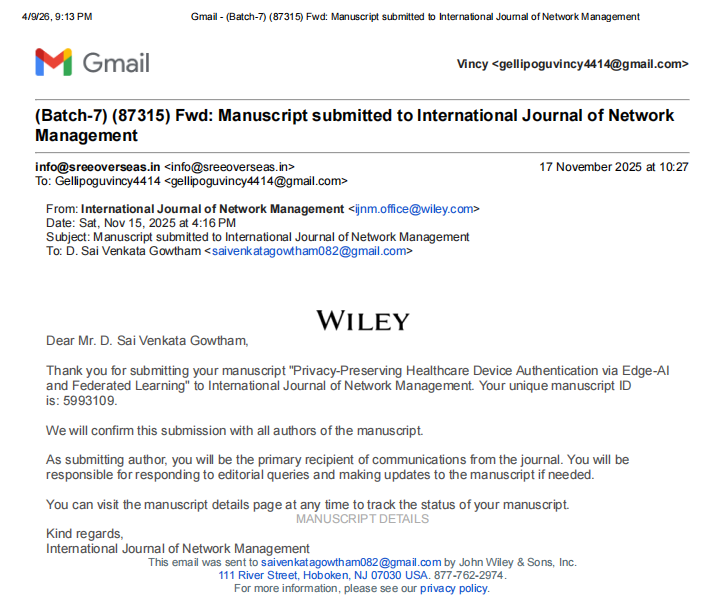 4/9/26, 9:13 PM Gmail - (Batch-7) (87315) Fwd: Manuscript submitted to International Journal of Network Management
Gmail Vincy <gellipoguvincy4414@gmail.com>
(Batch-7) (87315) Fwd: Manuscript submitted to International Journal of Network
Management
info@sreeoverseas.in <info@sreeoverseas.in> 17 November 2025 at 10:27
To: Gellipoguvincy4414 <gellipoguvincy4414@gmail.com>
From: International Journal of Network Management <ijnm.office@wiley.com>
Date: Sat, Nov 15, 2025 at 4:16 PM
Subject: Manuscript submitted to International Journal of Network Management
To: D. Sai Venkata Gowtham <saivenkatagowtham082@gmail.com>
WILEY
Dear Mr. D. Sai Venkata Gowtham,
Thank you for submitting your manuscript "Privacy-Preserving Healthcare Device Authentication via Edge-AI
and Federated Learning" to International Journal of Network Management. Your unique manuscript ID
is: 5993109.
We will confirm this submission with all authors of the manuscript.
As submitting author, you will be the primary recipient of communications from the journal. You will be
responsible for responding to editorial queries and making updates to the manuscript if needed.
You can visit the manuscript details page at any time to track the status of your manuscript.
MANUSCRIPT DETAILS
Kind regards,
International Journal of Network Management
This email was sent to saivenkatagowtham082@gmail.com by John Wiley & Sons, Inc.
111 River Street, Hoboken, NJ 07030 USA. 877-762-2974.
For more information, please see our privacy policy.